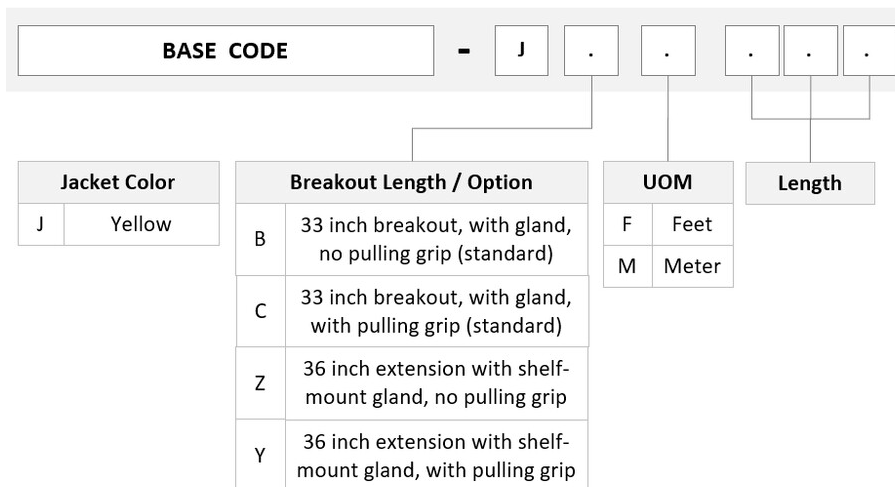 BASE CODE - J . . . . .
Jacket Color
J Yellow
Breakout Length / Option
B 33 inch breakout, with gland,
no pulling grip (standard)
C 33 inch breakout, with gland,
with pulling grip (standard)
Z 36 inch extension with shelf-
mount gland, no pulling grip
Y 36 inch extension with shelf-
mount gland, with pulling grip
UOM
F Feet
M Meter
Length